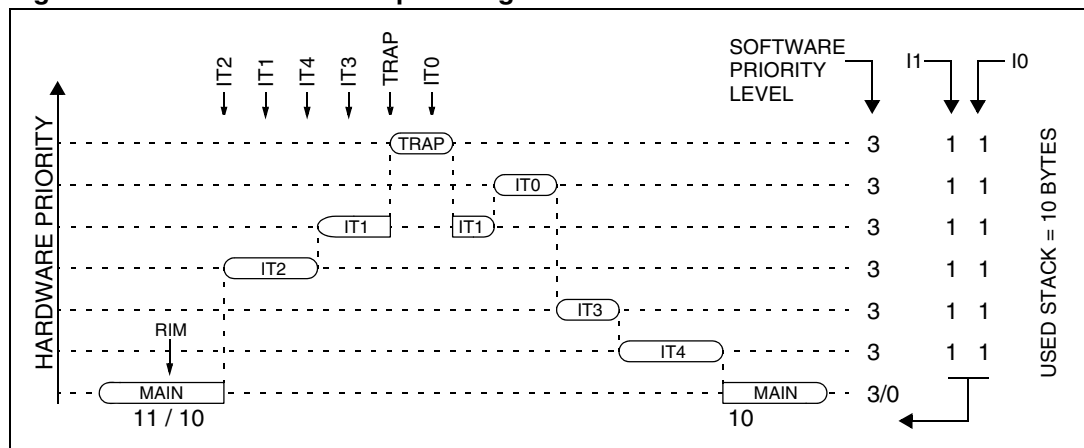 IT2
IT1
IT4
IT3
TRAP
IT0
SOFTWARE
PRIORITY
LEVEL
I1
I0
HARDWARE PRIORITY
USED STACK = 10 BYTES
TRAP
3
1 1
IT0
3
1 1
IT1
IT1
3
1 1
IT2
3
1 1
RIM
IT3
3
1 1
IT4
3
1 1
MAIN
MAIN
3/0
11 / 10
10